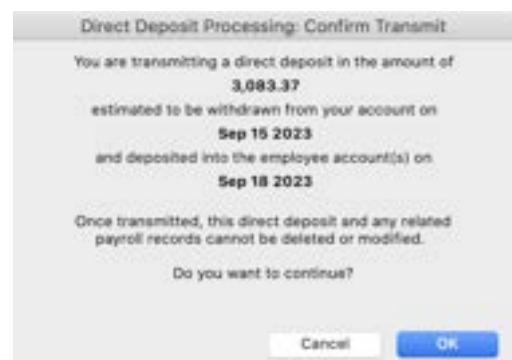 Direct Deposit Processing: Confirm Transmit
You are transmitting a direct deposit in the amount of
3,083.37
estimated to be withdrawn from your account on
Sep 15 2023
and deposited into the employee account(s) on
Sep 18 2023
Once transmitted, this direct deposit and any related
payroll records cannot be deleted or modified.
Do you want to continue?
Cancel
OK